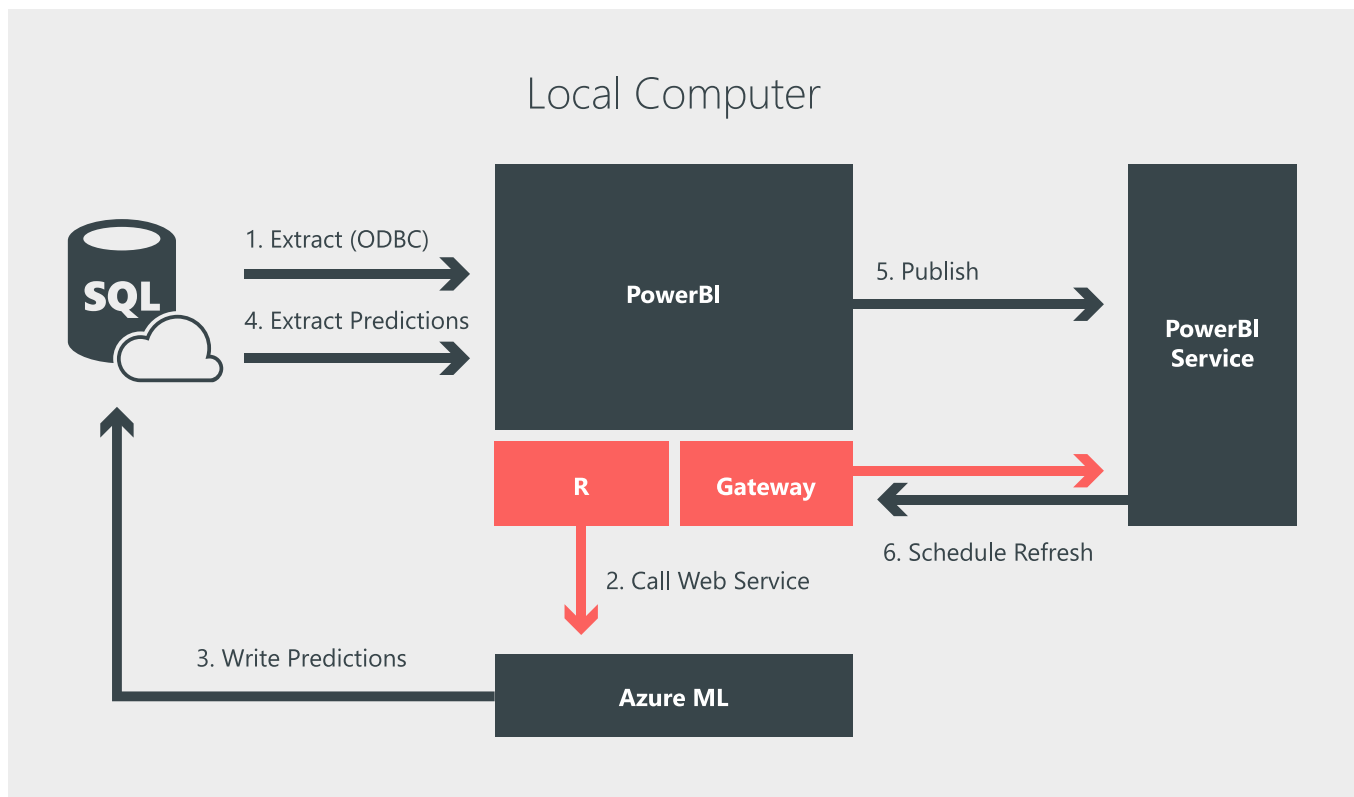 Local Computer
SQL
1. Extract (ODBC)
4. Extract Predictions
PowerBI
5. Publish
PowerBI
Service
R
Gateway
6. Schedule Refresh
2. Call Web Service
3. Write Predictions
Azure ML